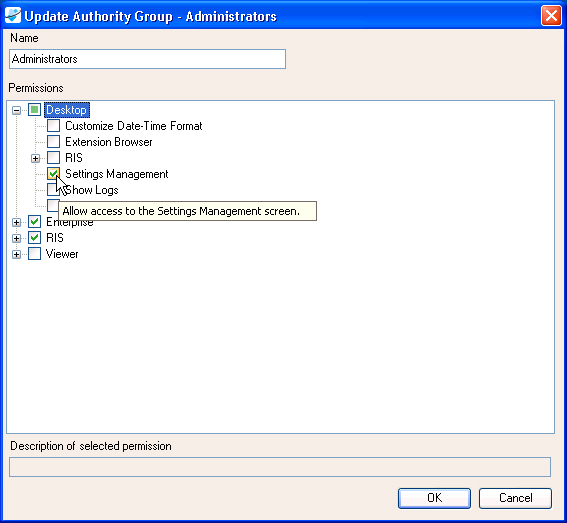 Update Authority Group - Administrators
Name
Administrators
Permissions
Desktop
Customize Date-Time Format
Extension Browser
RIS
Settings Management
Show Logs
Allow access to the Settings Management screen.
Enterprise
RIS
Viewer
Description of selected permission
OK
Cancel